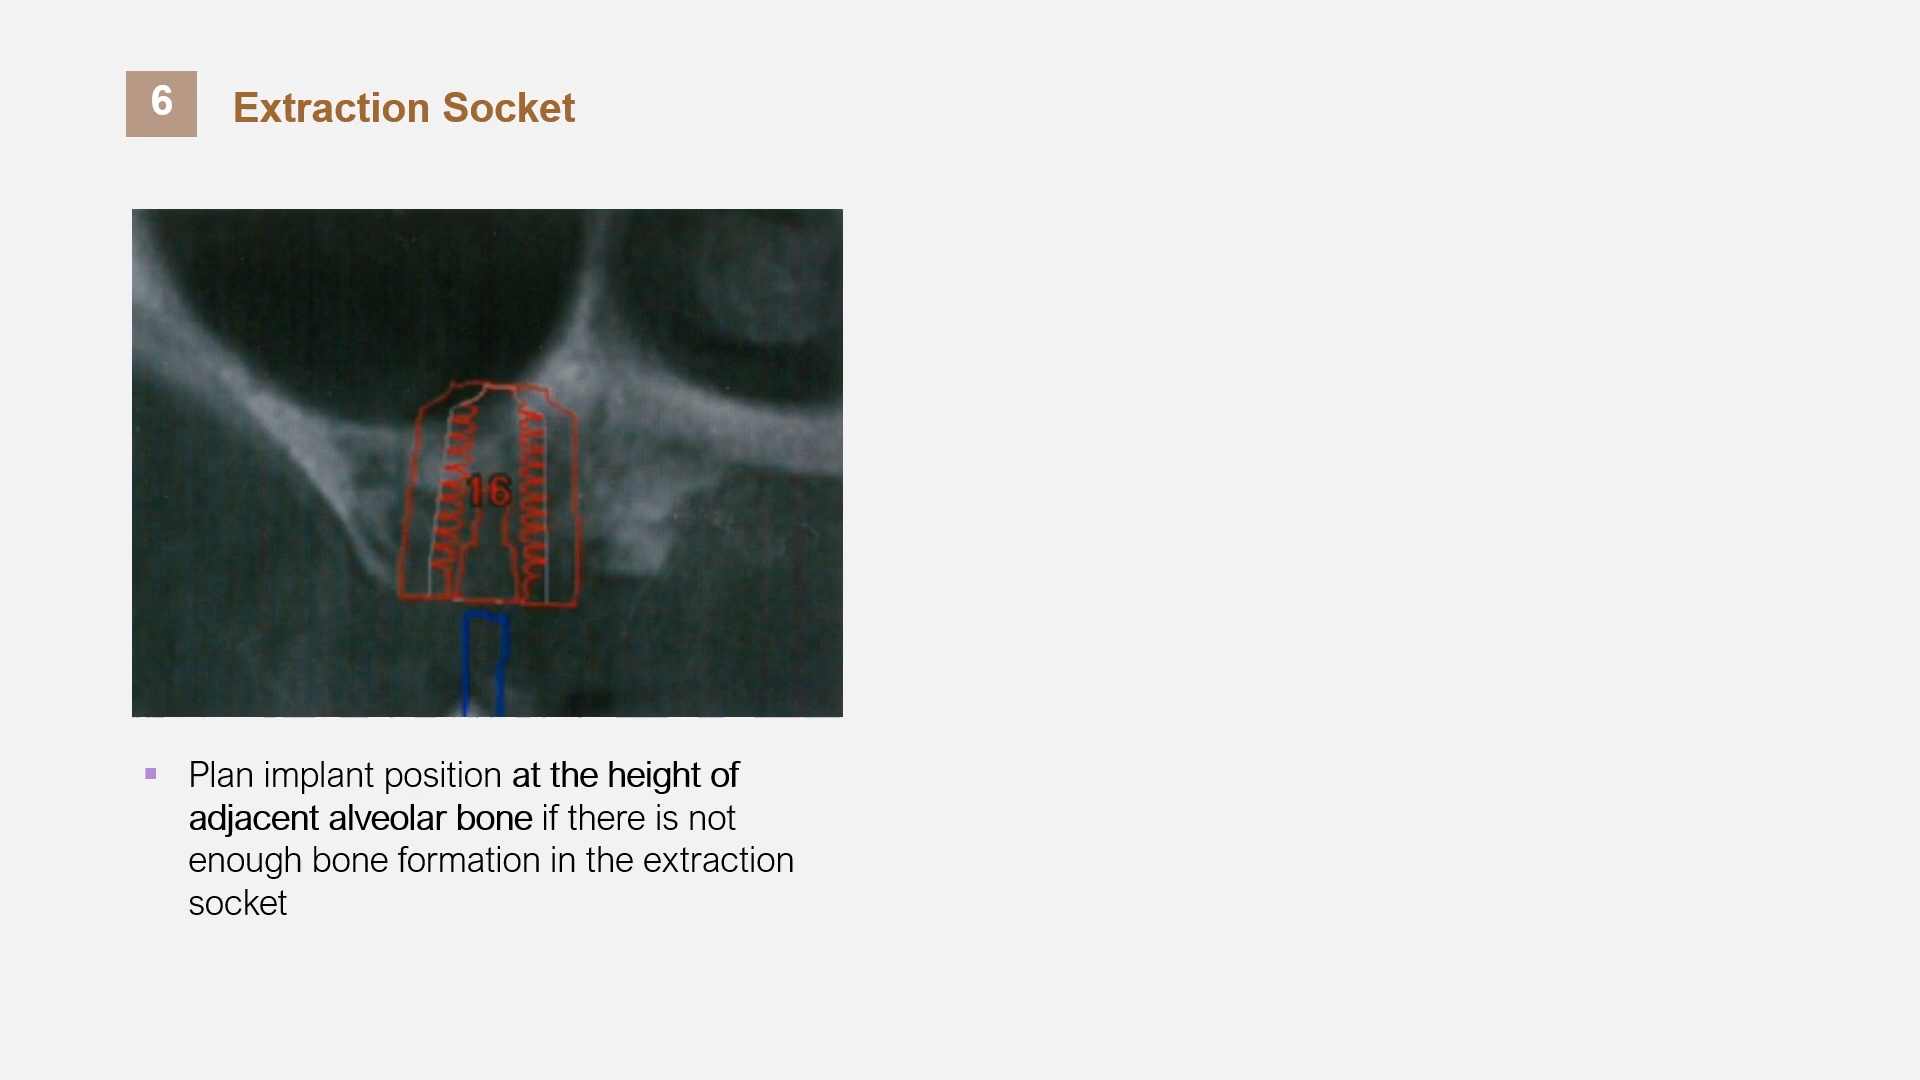 6
Extraction Socket
16
Plan implant position at the height of
adjacent alveolar bone if there is not
enough bone formation in the extraction
socket